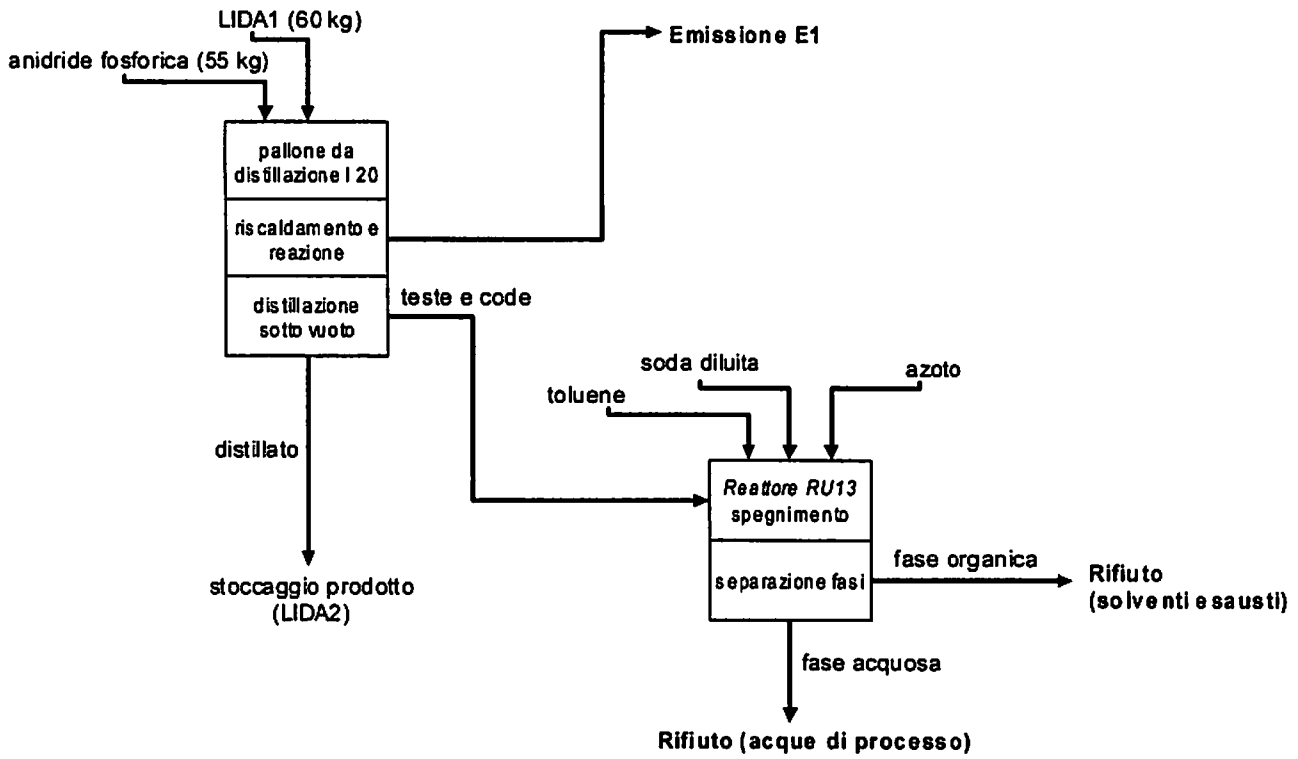 LIDA1 (60 kg)
anidride fosforica (55 kg)
Emissione E1
pallone da
distillazione l 20
riscaldamento e
reazione
distillazione
sotto vuoto
teste e code
distillato
stoccaggio prodotto
(LIDA2)
soda diluita
toluene
azoto
Reattore RU13
spegnimento
separazione fasi
fase organica
Rifiuto
(solventi esausti)
fase acquosa
Rifiuto (acque di processo)